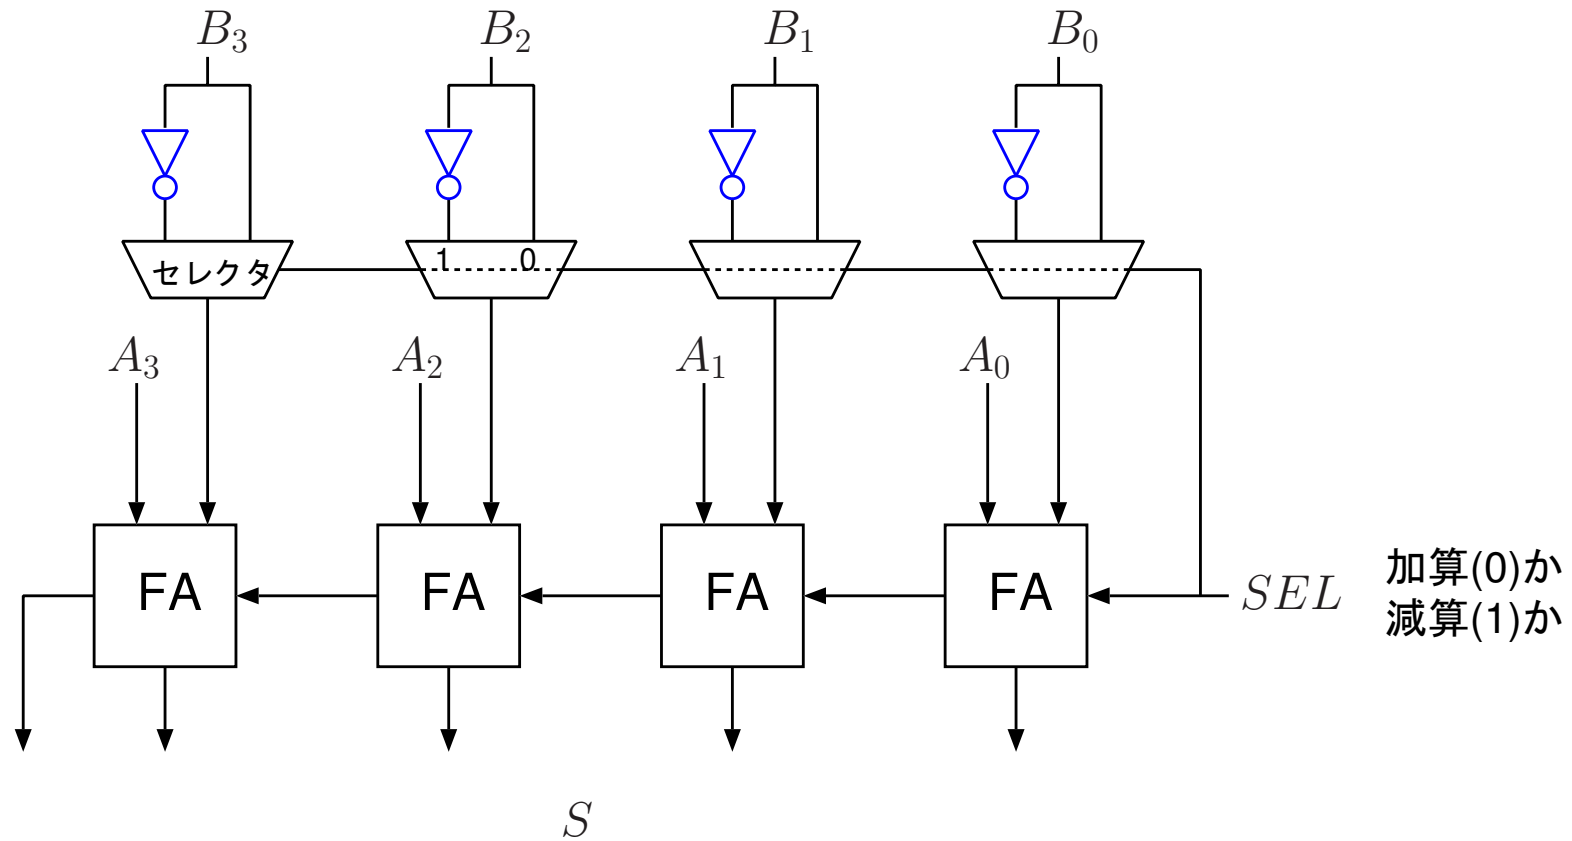 B₃ B₂ B₁ B₀
セレクタ 1 0
A₃ A₂ A₁ A₀
FA FA FA FA SEL
加算(0)か
減算(1)か
S